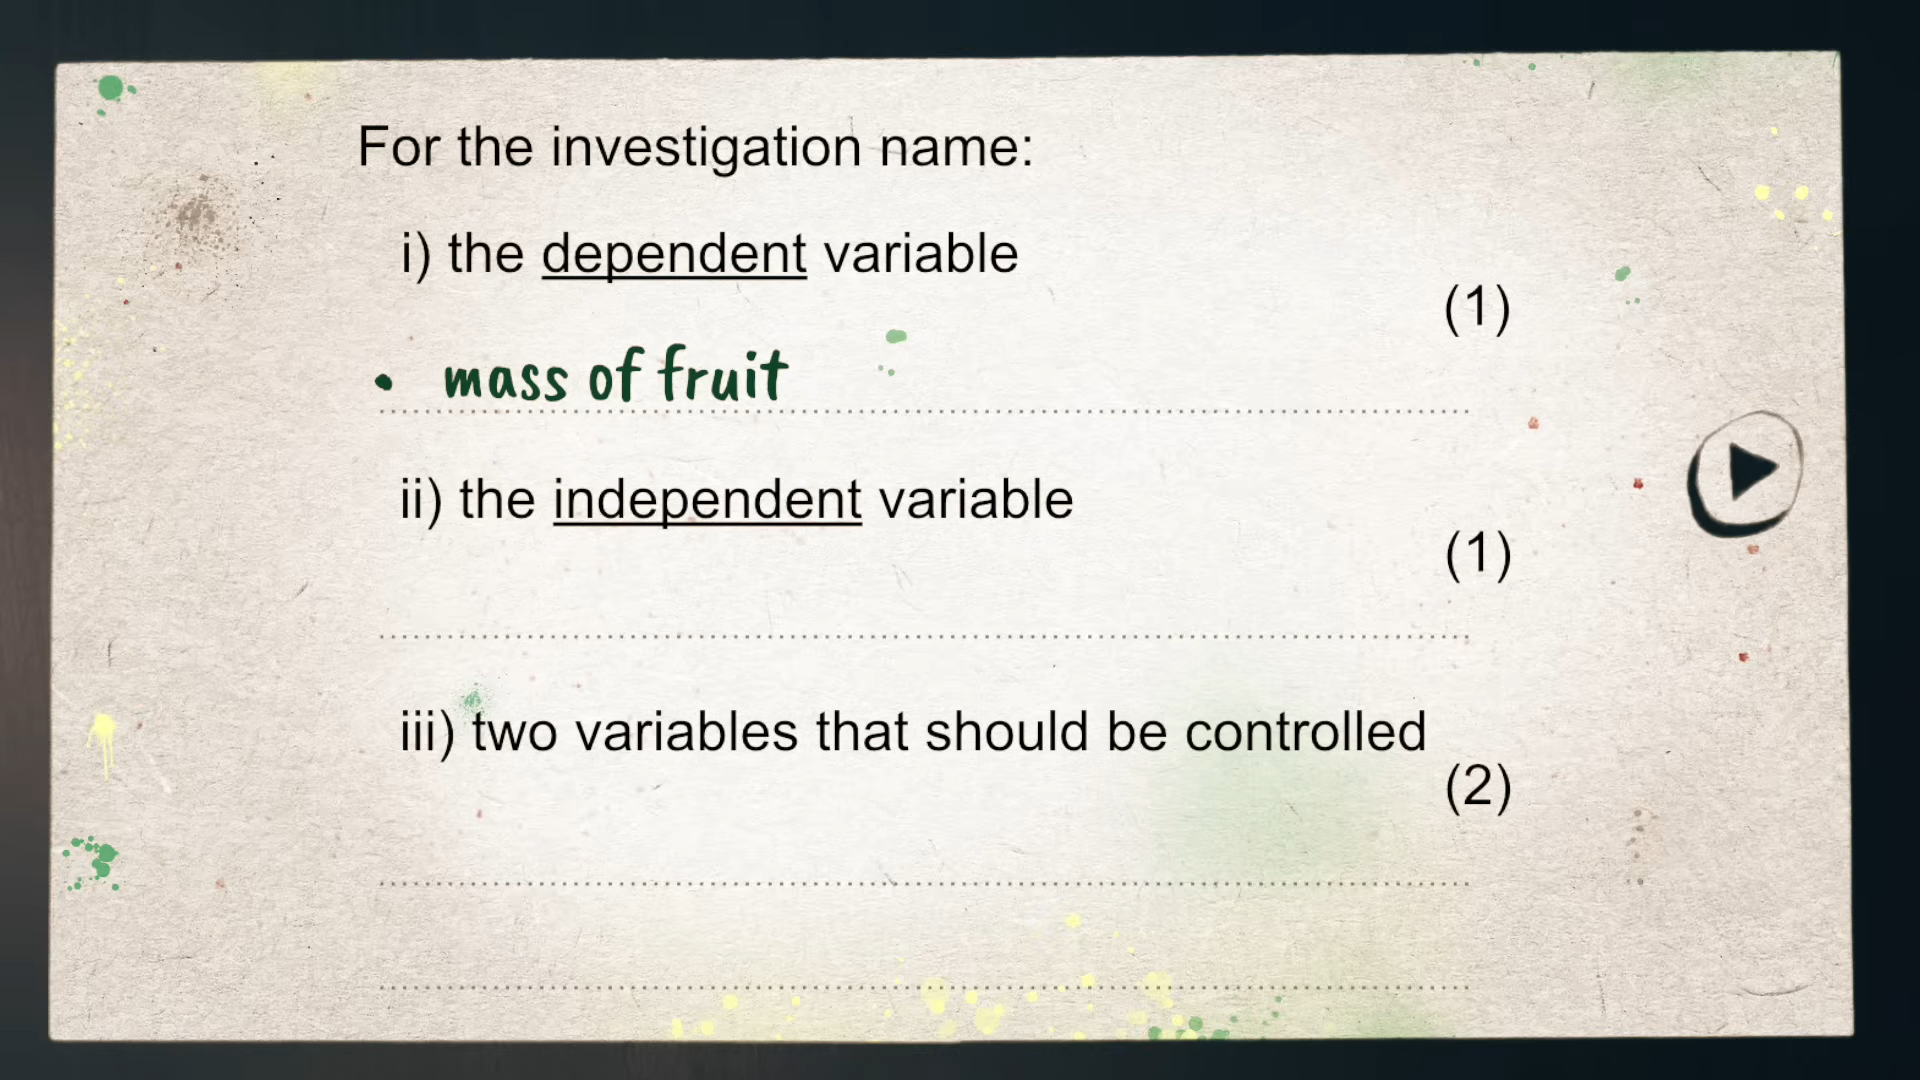 For the investigation name:
i) the dependent variable
(1)
• mass of fruit
ii) the independent variable
(1)
iii) two variables that should be controlled
(2)